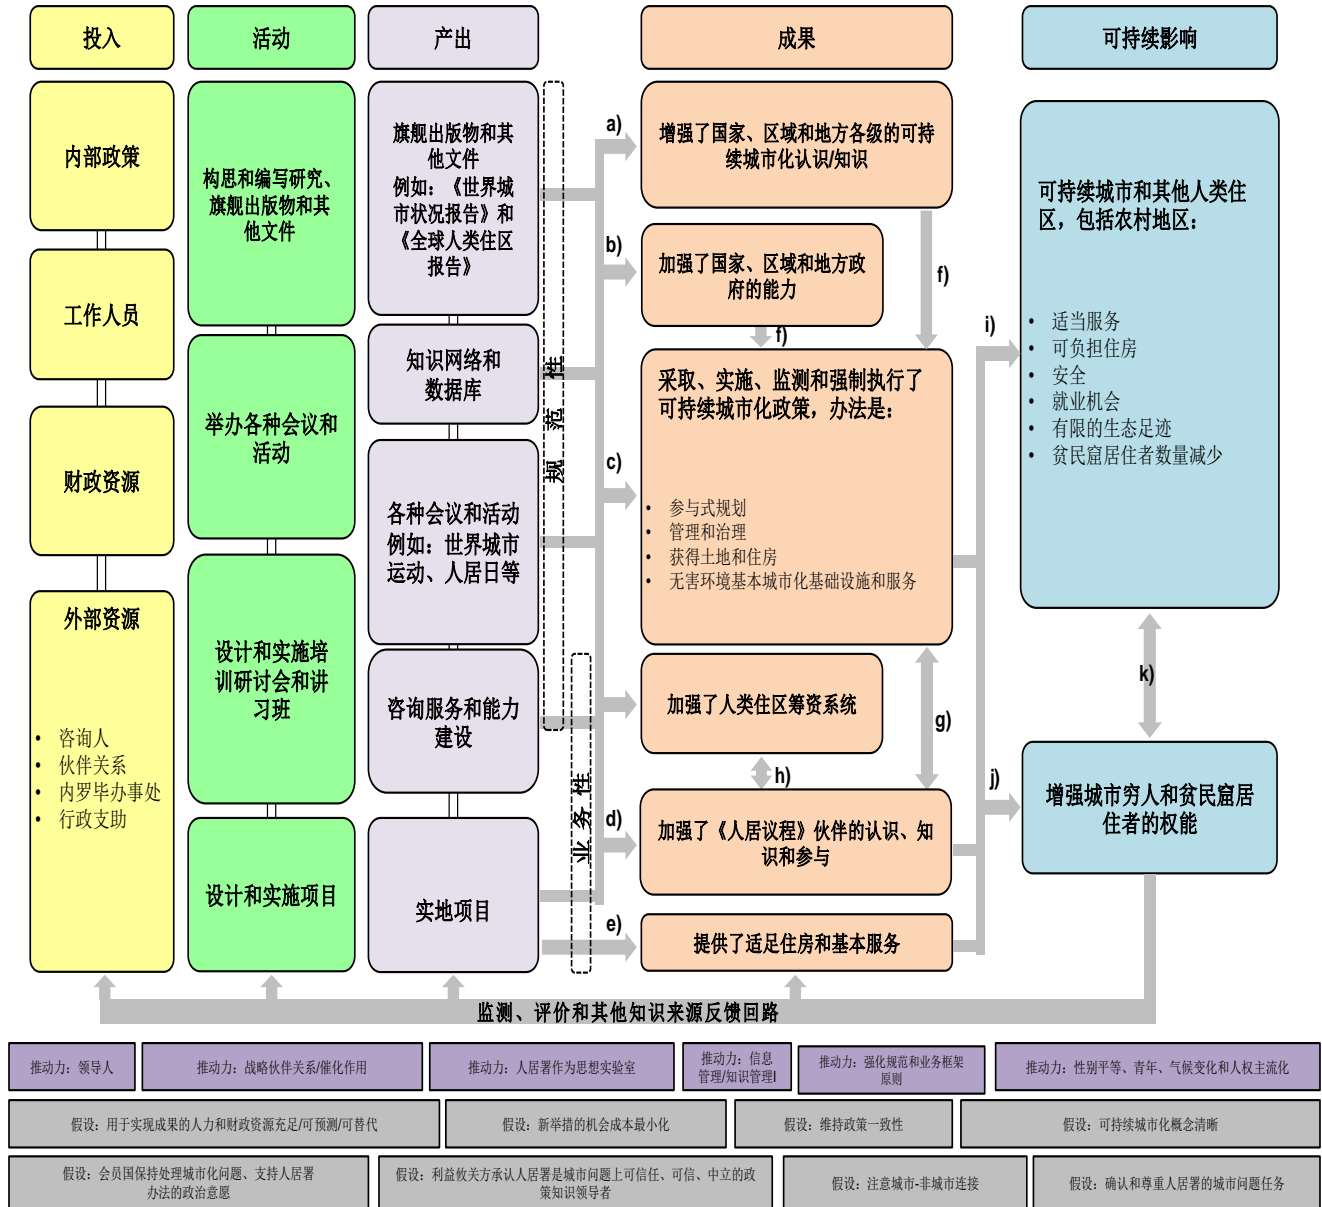 投入
活动
产出
成果
可持续影响
内部政策
工作人员
财政资源
外部资源
• 咨询人
• 伙伴关系
• 内罗毕办事处
• 行政支助
构思和编写研究、
旗舰出版物和其
他文件
举办各种会议和
活动
设计和实施培
训研讨会和讲
习班
设计和实施项目
旗舰出版物和其
他文件
例如：《世界城
市状况报告》和
《全球人类住区
报告》
知识网络和
数据库
各种会议和活动
例如：世界城市
运动、人居日等
咨询服务和能力
建设
实地项目
规 范 性
业务性
a)
b)
c)
d)
e)
增强了国家、区域和地方各级的可持
续城市化认识/知识
加强了国家、区域和地方政
府的能力
f)
f)
采取、实施、监测和强制执行了
可持续城市化政策，办法是：
• 参与式规划
• 管理和治理
• 获得土地和住房
• 无害环境基本城市化基础设施和服务
加强了人类住区筹资系统
g)
h)
加强了《人居议程》伙伴的认识、知
识和参与
提供了适足住房和基本服务
i)
j)
可持续城市和其他人类住
区，包括农村地区：
• 适当服务
• 可负担住房
• 安全
• 就业机会
• 有限的生态足迹
• 贫民窟居住者数量减少
k)
增强城市穷人和贫民窟居
住者的权能
监测、评价和其他知识来源反馈回路
推动力：领导人
推动力：战略伙伴关系/催化作用
推动力：人居署作为思想实验室
推动力：信息
管理/知识管理l
推动力：强化规范和业务框架
原则
推动力：性别平等、青年、气候变化和人权主流化
假设：用于实现成果的人力和财政资源充足/可预测/可替代
假设：新举措的机会成本最小化
假设：维持政策一致性
假设：可持续城市化概念清晰
假设：会员国保持处理城市化问题、支持人居署
办法的政治意愿
假设：利益攸关方承认人居署是城市问题上可信任、可信、中立的政
策知识领导者
假设：注意城市-非城市连接
假设：确认和尊重人居署的城市问题任务